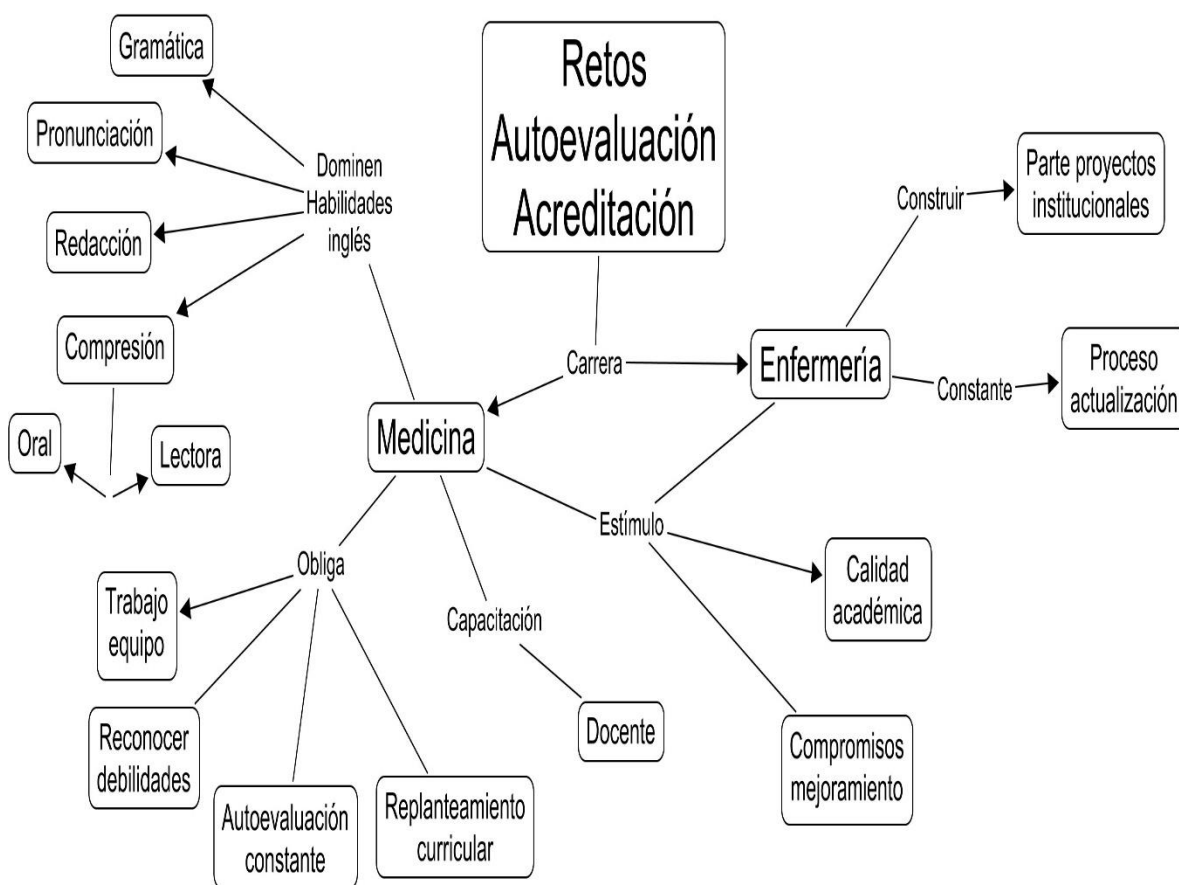 Retos
Autoevaluación
Acreditación
Gramática
Pronunciación
Redacción
Compresión
Dominen
Habilidades
inglés
Oral
Lectora
Carrera
Medicina
Enfermería
Construir
Parte proyectos
institucionales
Constante
Proceso
actualización
Estímulo
Calidad
académica
Compromisos
mejoramiento
Obliga
Trabajo
equipo
Reconocer
debilidades
Autoevaluación
constante
Replanteamiento
curricular
Capacitación
Docente